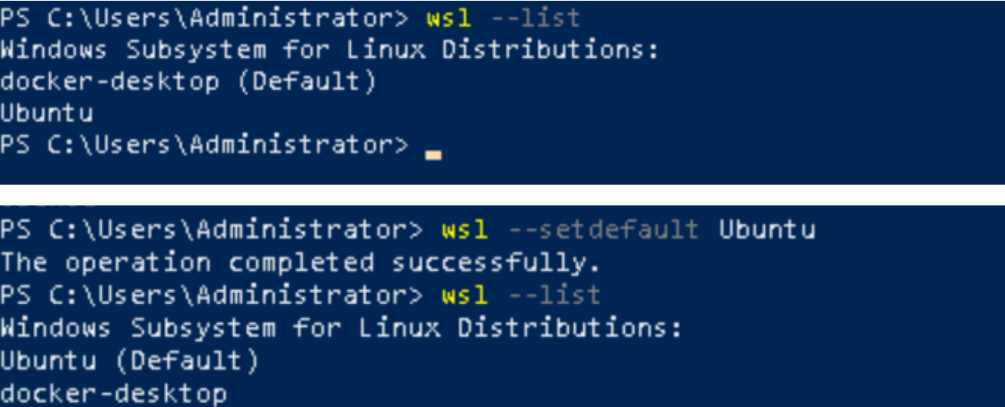 PS C:\Users\Administrator> wsl --list
Windows Subsystem for Linux Distributions:
docker-desktop (Default)
Ubuntu
PS C:\Users\Administrator>
PS C:\Users\Administrator> wsl --setdefault Ubuntu
The operation completed successfully.
PS C:\Users\Administrator> wsl --list
Windows Subsystem for Linux Distributions:
Ubuntu (Default)
docker-desktop